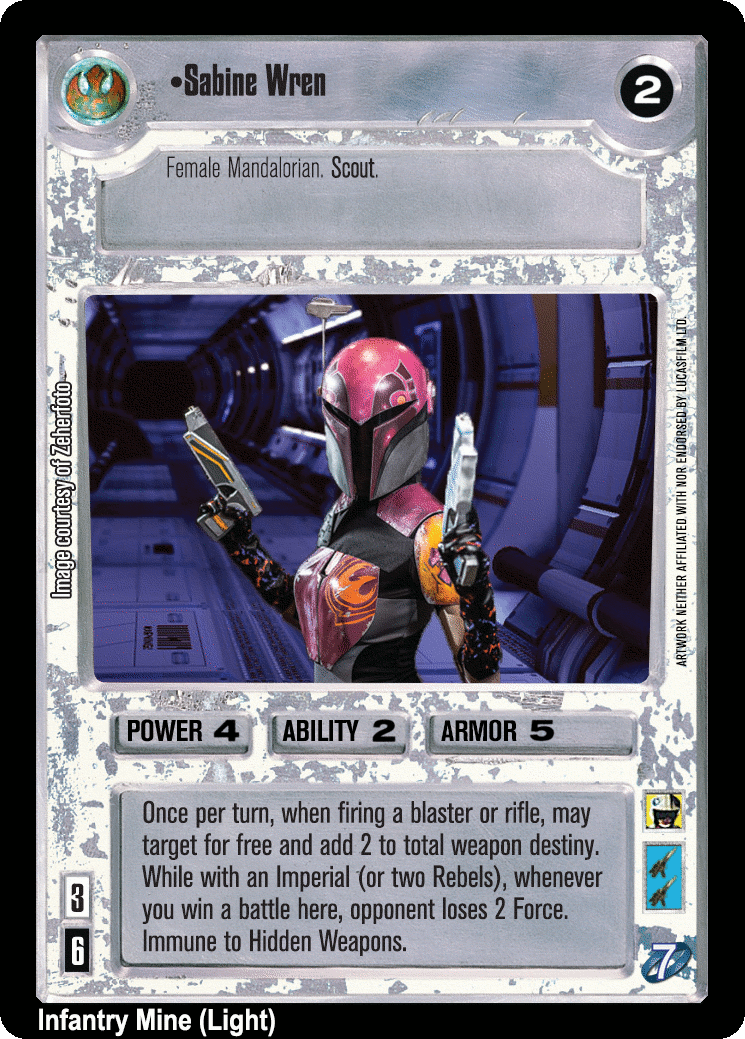 •Sabine Wren
2
Female Mandalorian. Scout.
Image courtesy of Zeherfoto
ARTWORK NEITHER AFFILIATED WITH NOR ENDORSED BY LUCASFILM LTD.
POWER 4
ABILITY 2
ARMOR 5
Once per turn, when firing a blaster or rifle, may
target for free and add 2 to total weapon destiny.
While with an Imperial (or two Rebels), whenever
you win a battle here, opponent loses 2 Force.
Immune to Hidden Weapons.
3
6
7
Infantry Mine (Light)